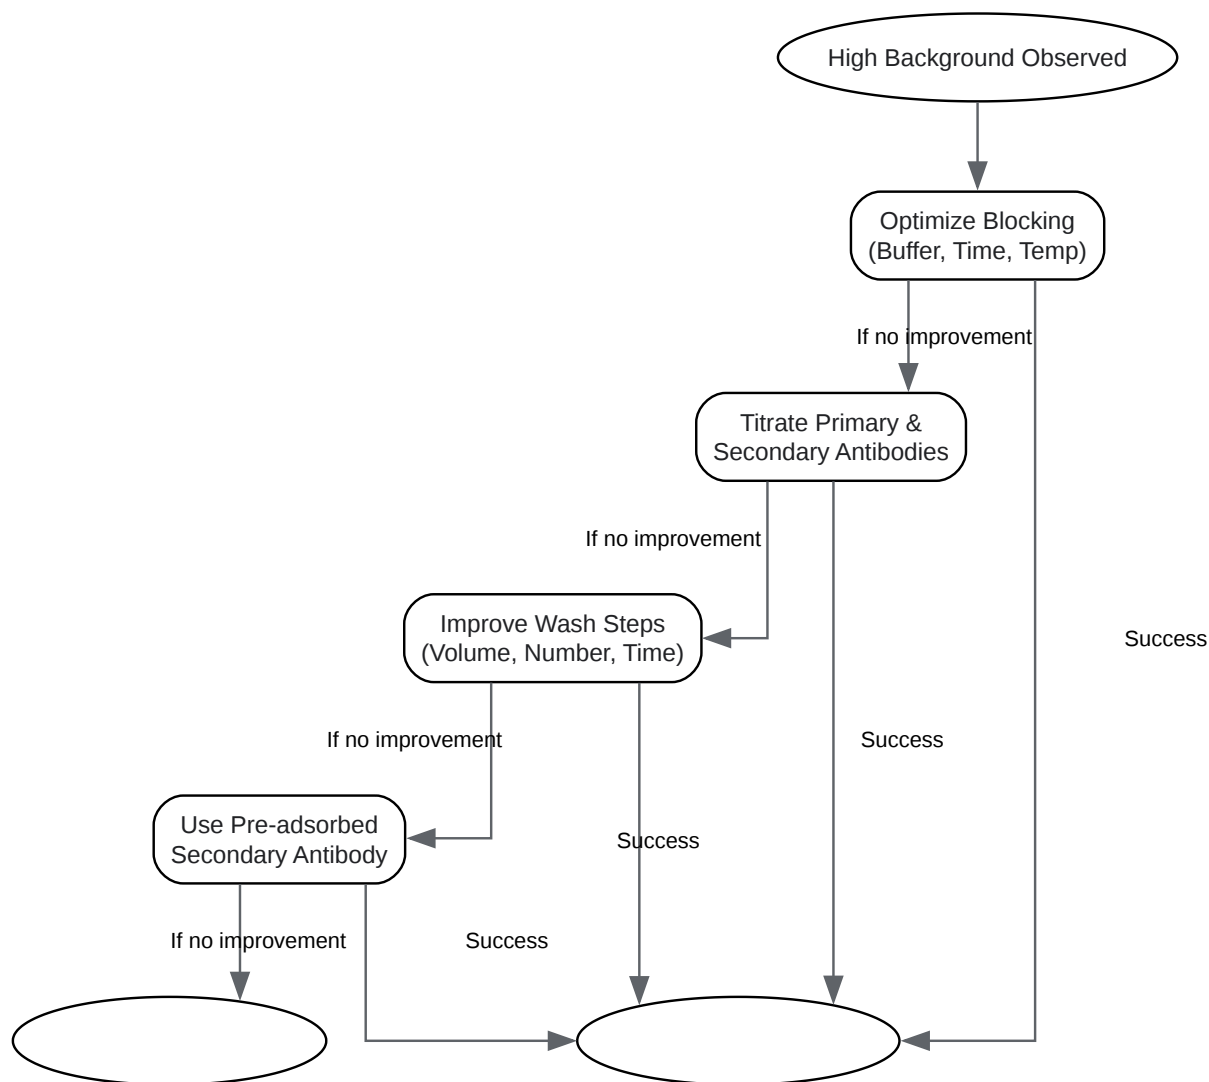 High Background Observed
Optimize Blocking
(Buffer, Time, Temp)
If no improvement
Titrate Primary &
Secondary Antibodies
If no improvement
Improve Wash Steps
(Volume, Number, Time)
Success
If no improvement
Success
Use Pre-adsorbed
Secondary Antibody
Success
If no improvement
Success